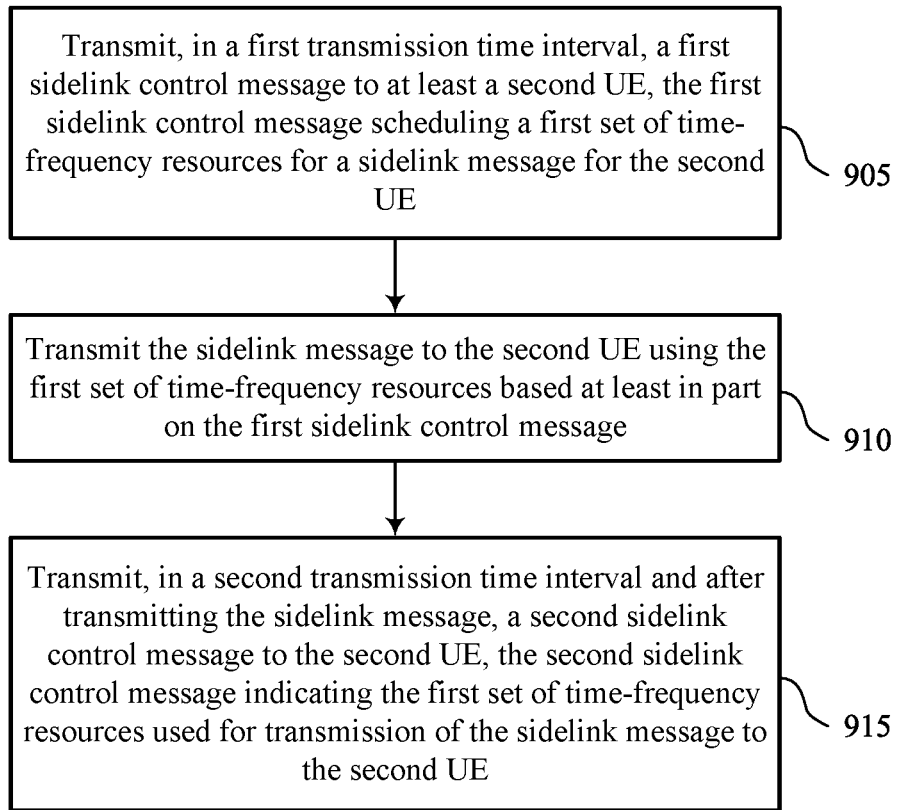 Transmit, in a first transmission time interval, a first
sidelink control message to at least a second UE, the first
sidelink control message scheduling a first set of time-
frequency resources for a sidelink message for the second
UE
905
Transmit the sidelink message to the second UE using the
first set of time-frequency resources based at least in part
on the first sidelink control message
910
Transmit, in a second transmission time interval and after
transmitting the sidelink message, a second sidelink
control message to the second UE, the second sidelink
control message indicating the first set of time-frequency
resources used for transmission of the sidelink message to
the second UE
915